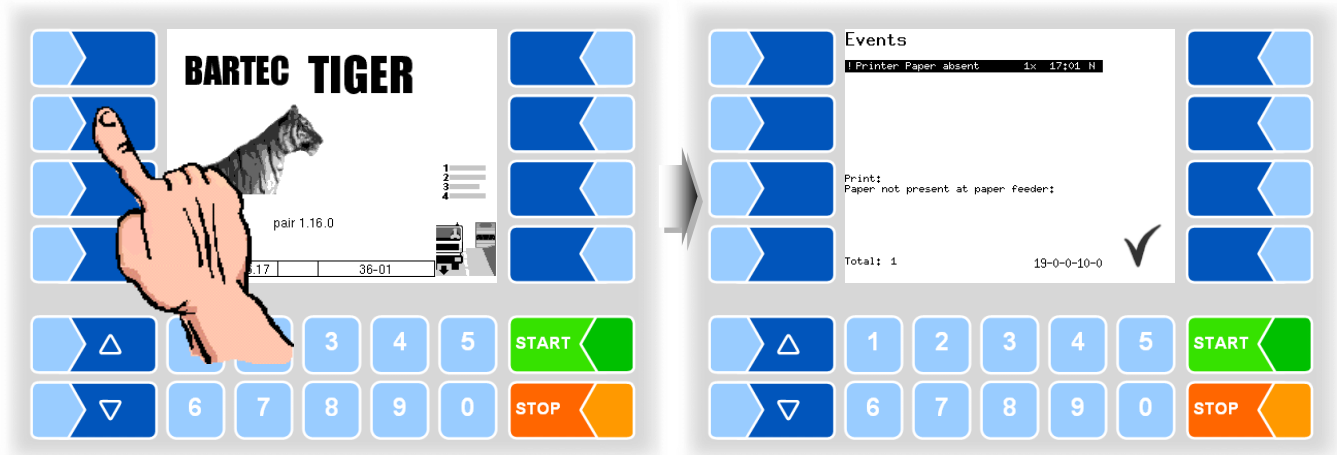 BARTEC TIGER
1
2
3
4
pair 1.16.0
.17 36-01
3 4 5 START
6 7 8 9 0 STOP
Events
! Printer Paper absent 1x 17:01 N
Print:
Paper not present at paper feeder:
Total: 1 19-0-0-10-0
1 2 3 4 5 START
6 7 8 9 0 STOP